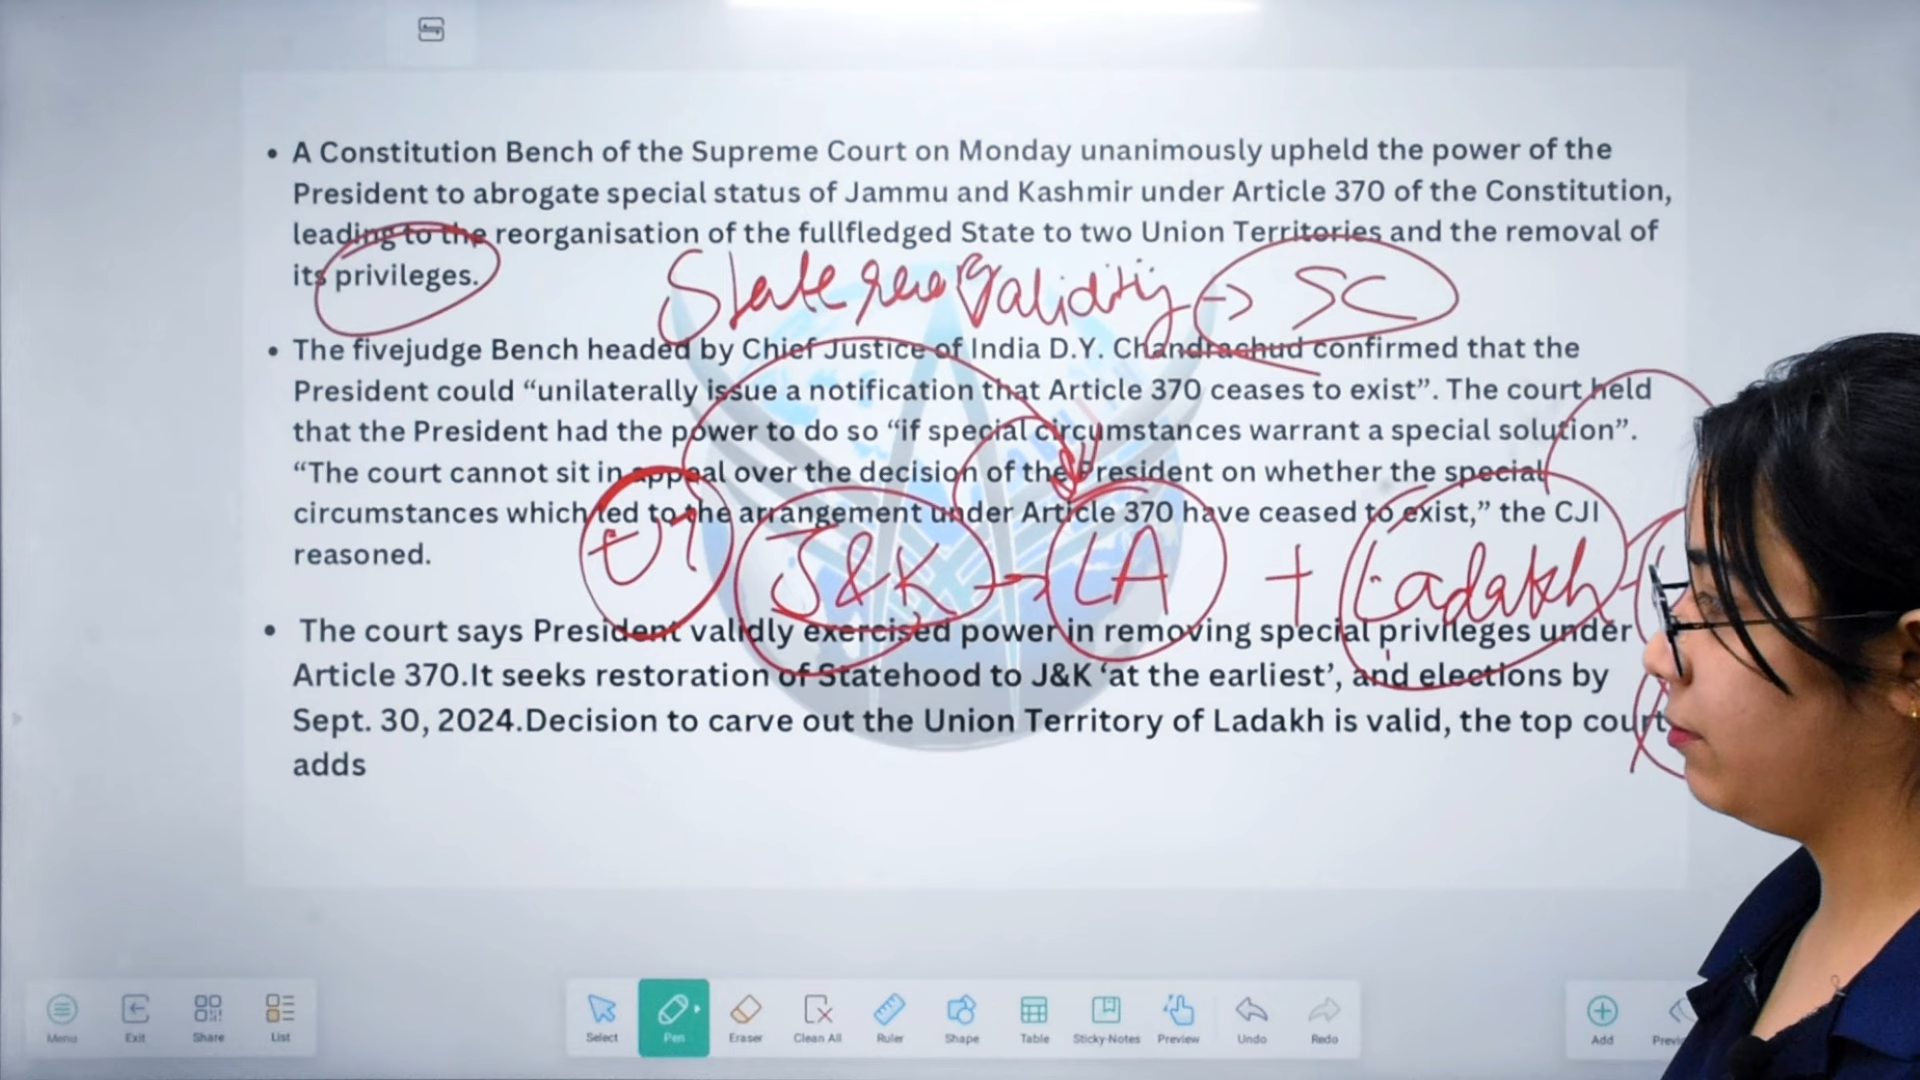 • A Constitution Bench of the Supreme Court on Monday unanimously upheld the power of the
President to abrogate special status of Jammu and Kashmir under Article 370 of the Constitution,
leading to the reorganisation of the fullfledged State to two Union Territories and the removal of
its privileges.
State Validity → SC
• The fivejudge Bench headed by Chief Justice of India D.Y. Chandrachud confirmed that the
President could “unilaterally issue a notification that Article 370 ceases to exist”. The court held
that the President had the power to do so “if special circumstances warrant a special solution”.
“The court cannot sit in appeal over the decision of the President on whether the special
circumstances which led to the arrangement under Article 370 have ceased to exist,” the CJI
reasoned.
J&K → LA + Ladakh
• The court says President validly exercised power in removing special privileges under
Article 370.It seeks restoration of Statehood to J&K ‘at the earliest’, and elections by
Sept. 30, 2024.Decision to carve out the Union Territory of Ladakh is valid, the top court
adds
Menu Exit Share List Select Pen Eraser Clean All Ruler Shape Table Sticky-Notes Preview Undo Redo Add